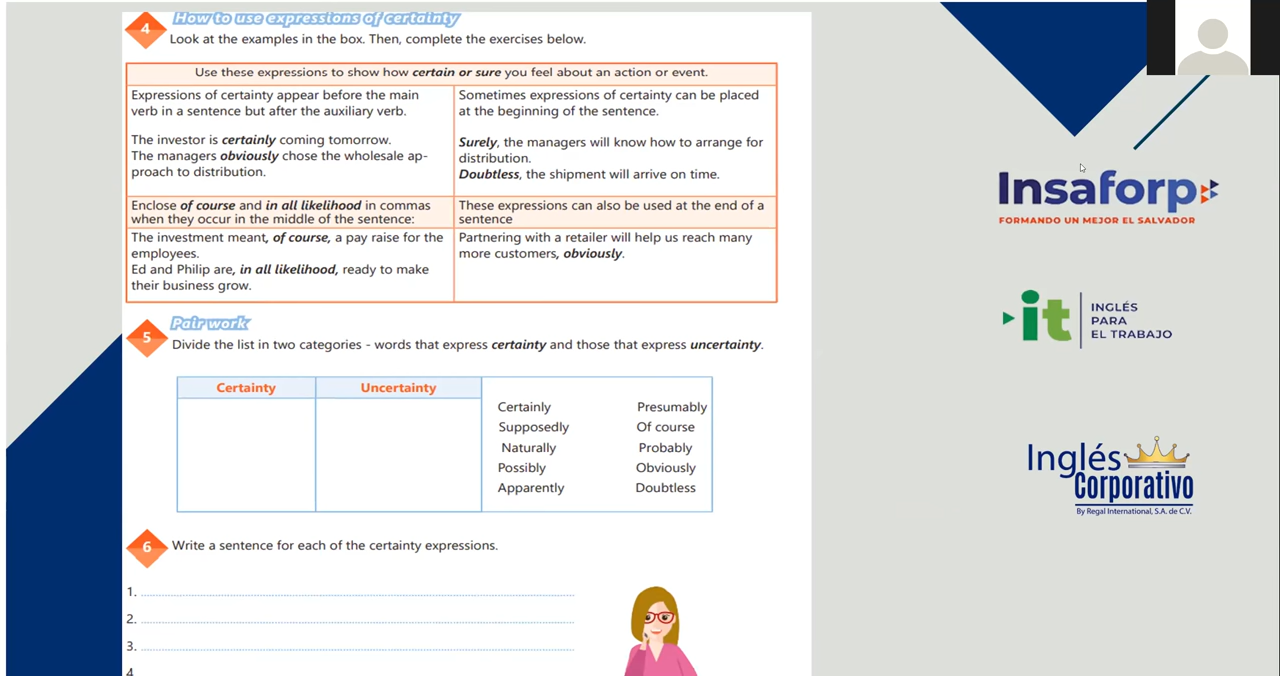 4
How to use expressions of certainty
Look at the examples in the box. Then, complete the exercises below.
Use these expressions to show how certain or sure you feel about an action or event.
Expressions of certainty appear before the main
verb in a sentence but after the auxiliary verb.
The investor is certainly coming tomorrow.
The managers obviously chose the wholesale ap-
proach to distribution.
Sometimes expressions of certainty can be placed
at the beginning of the sentence.
Surely, the managers will know how to arrange for
distribution.
Doubtless, the shipment will arrive on time.
Enclose of course and in all likelihood in commas
when they occur in the middle of the sentence:
These expressions can also be used at the end of a
sentence
The investment meant, of course, a pay raise for the
employees.
Ed and Philip are, in all likelihood, ready to make
their business grow.
Partnering with a retailer will help us reach many
more customers, obviously.
5
Pair work
Divide the list in two categories - words that express certainty and those that express uncertainty.
Certainty
Uncertainty
Certainly
Presumably
Supposedly
Of course
Naturally
Probably
Possibly
Obviously
Apparently
Doubtless
6
Write a sentence for each of the certainty expressions.
1.
2.
3.
4
Insaforp
FORMANDO UN MEJOR EL SALVADOR
it
INGLÉS
PARA
EL TRABAJO
Inglés
Corporativo
By Regal International, S.A. de C.V.